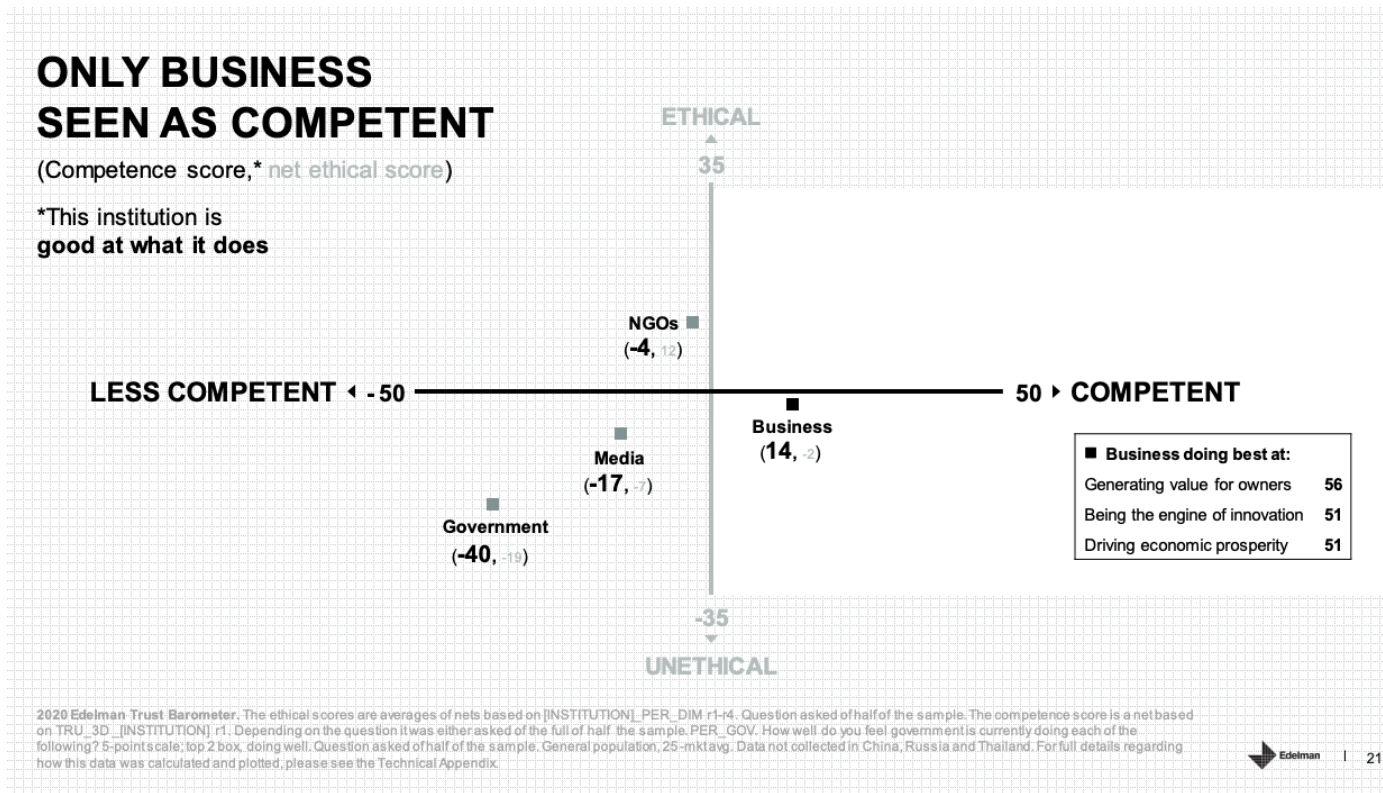 ONLY BUSINESS
SEEN AS COMPETENT
(Competence score,* net ethical score)
*This institution is
good at what it does
ETHICAL
35
NGOs
(-4, 12)
LESS COMPETENT - 50
50 COMPETENT
Business
(14, -2)
Media
(-17, -7)
Government
(-40, -19)
Business doing best at:
Generating value for owners 56
Being the engine of innovation 51
Driving economic prosperity 51
-35
UNETHICAL
2020 Edelman Trust Barometer. The ethical scores are averages of nets based on [INSTITUTION]_PER_DIM r1-r4. Question asked of half of the sample. The competence score is a net based
on TRU_3D_[INSTITUTION] r1. Depending on the question it was either asked of the full of half the sample. PER_GOV. How well do you feel government is currently doing each of the
following? 5-point scale; top 2 box, doing well. Question asked of half of the sample. General population, 25-mkt avg. Data not collected in China, Russia and Thailand. For full details regarding
how this data was calculated and plotted, please see the Technical Appendix.
Edelman | 21